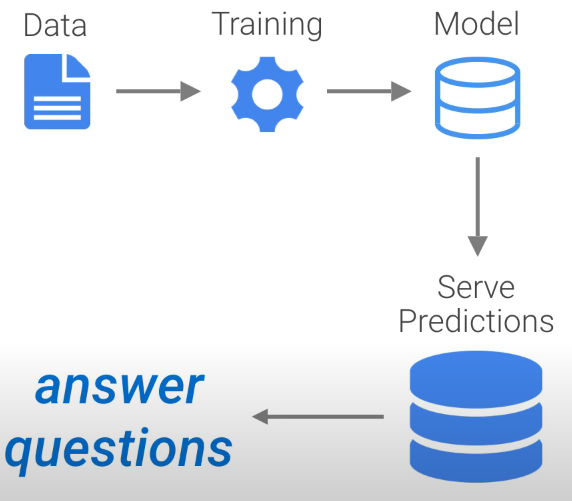 Data
Training
Model
Serve
Predictions
answer
questions